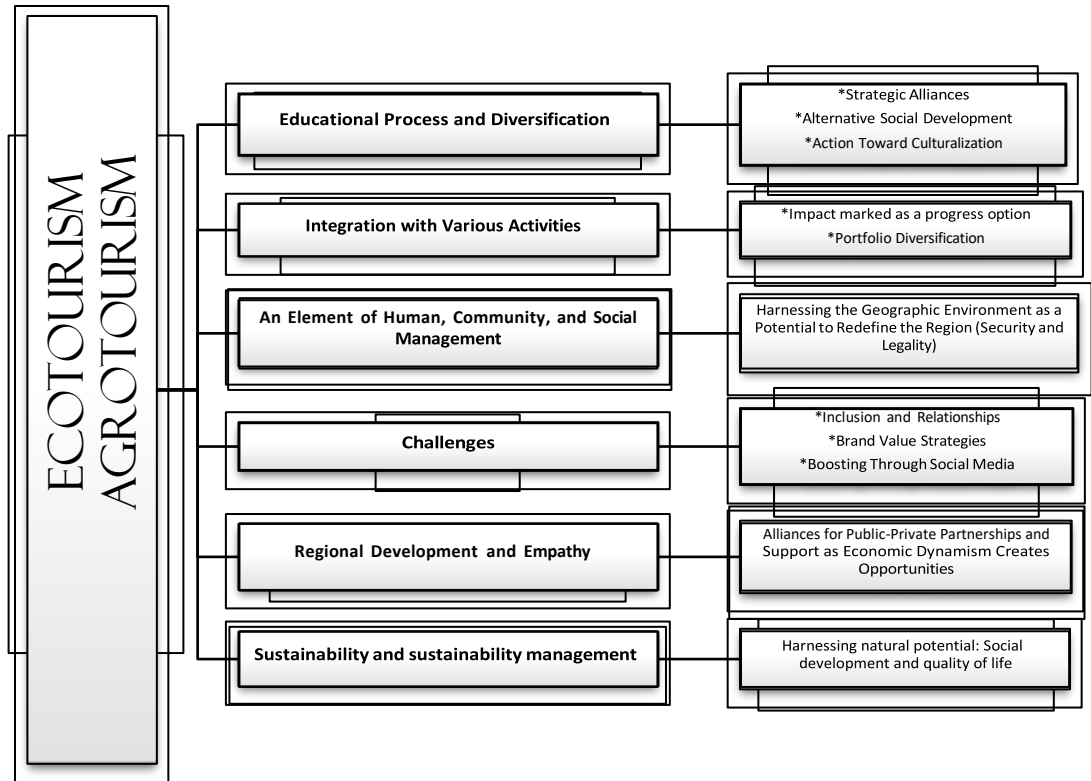 ECOTOURISM
AGROTOURISM
Educational Process and Diversification
*Strategic Alliances
*Alternative Social Development
*Action Toward Culturalization
Integration with Various Activities
*Impact marked as a progress option
*Portfolio Diversification
An Element of Human, Community, and Social
Management
Harnessing the Geographic Environment as a
Potential to Redefine the Region (Security and
Legality)
Challenges
*Inclusion and Relationships
*Brand Value Strategies
*Boosting Through Social Media
Regional Development and Empathy
Alliances for Public-Private Partnerships and
Support as Economic Dynamism Creates
Opportunities
Sustainability and sustainability management
Harnessing natural potential: Social
development and quality of life